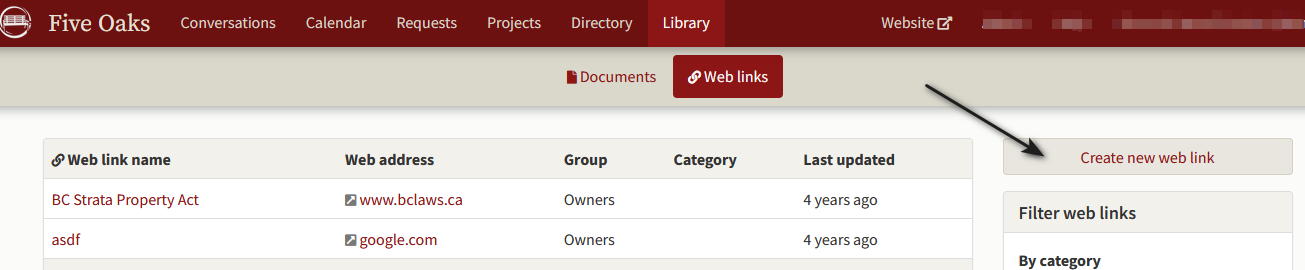 Five Oaks Conversations Calendar Requests Projects Directory Library Website
Documents Web links
Web link name Web address Group Category Last updated
Create new web link
BC Strata Property Act www.bclaws.ca Owners 4 years ago
Filter web links
asdf google.com Owners 4 years ago
By category